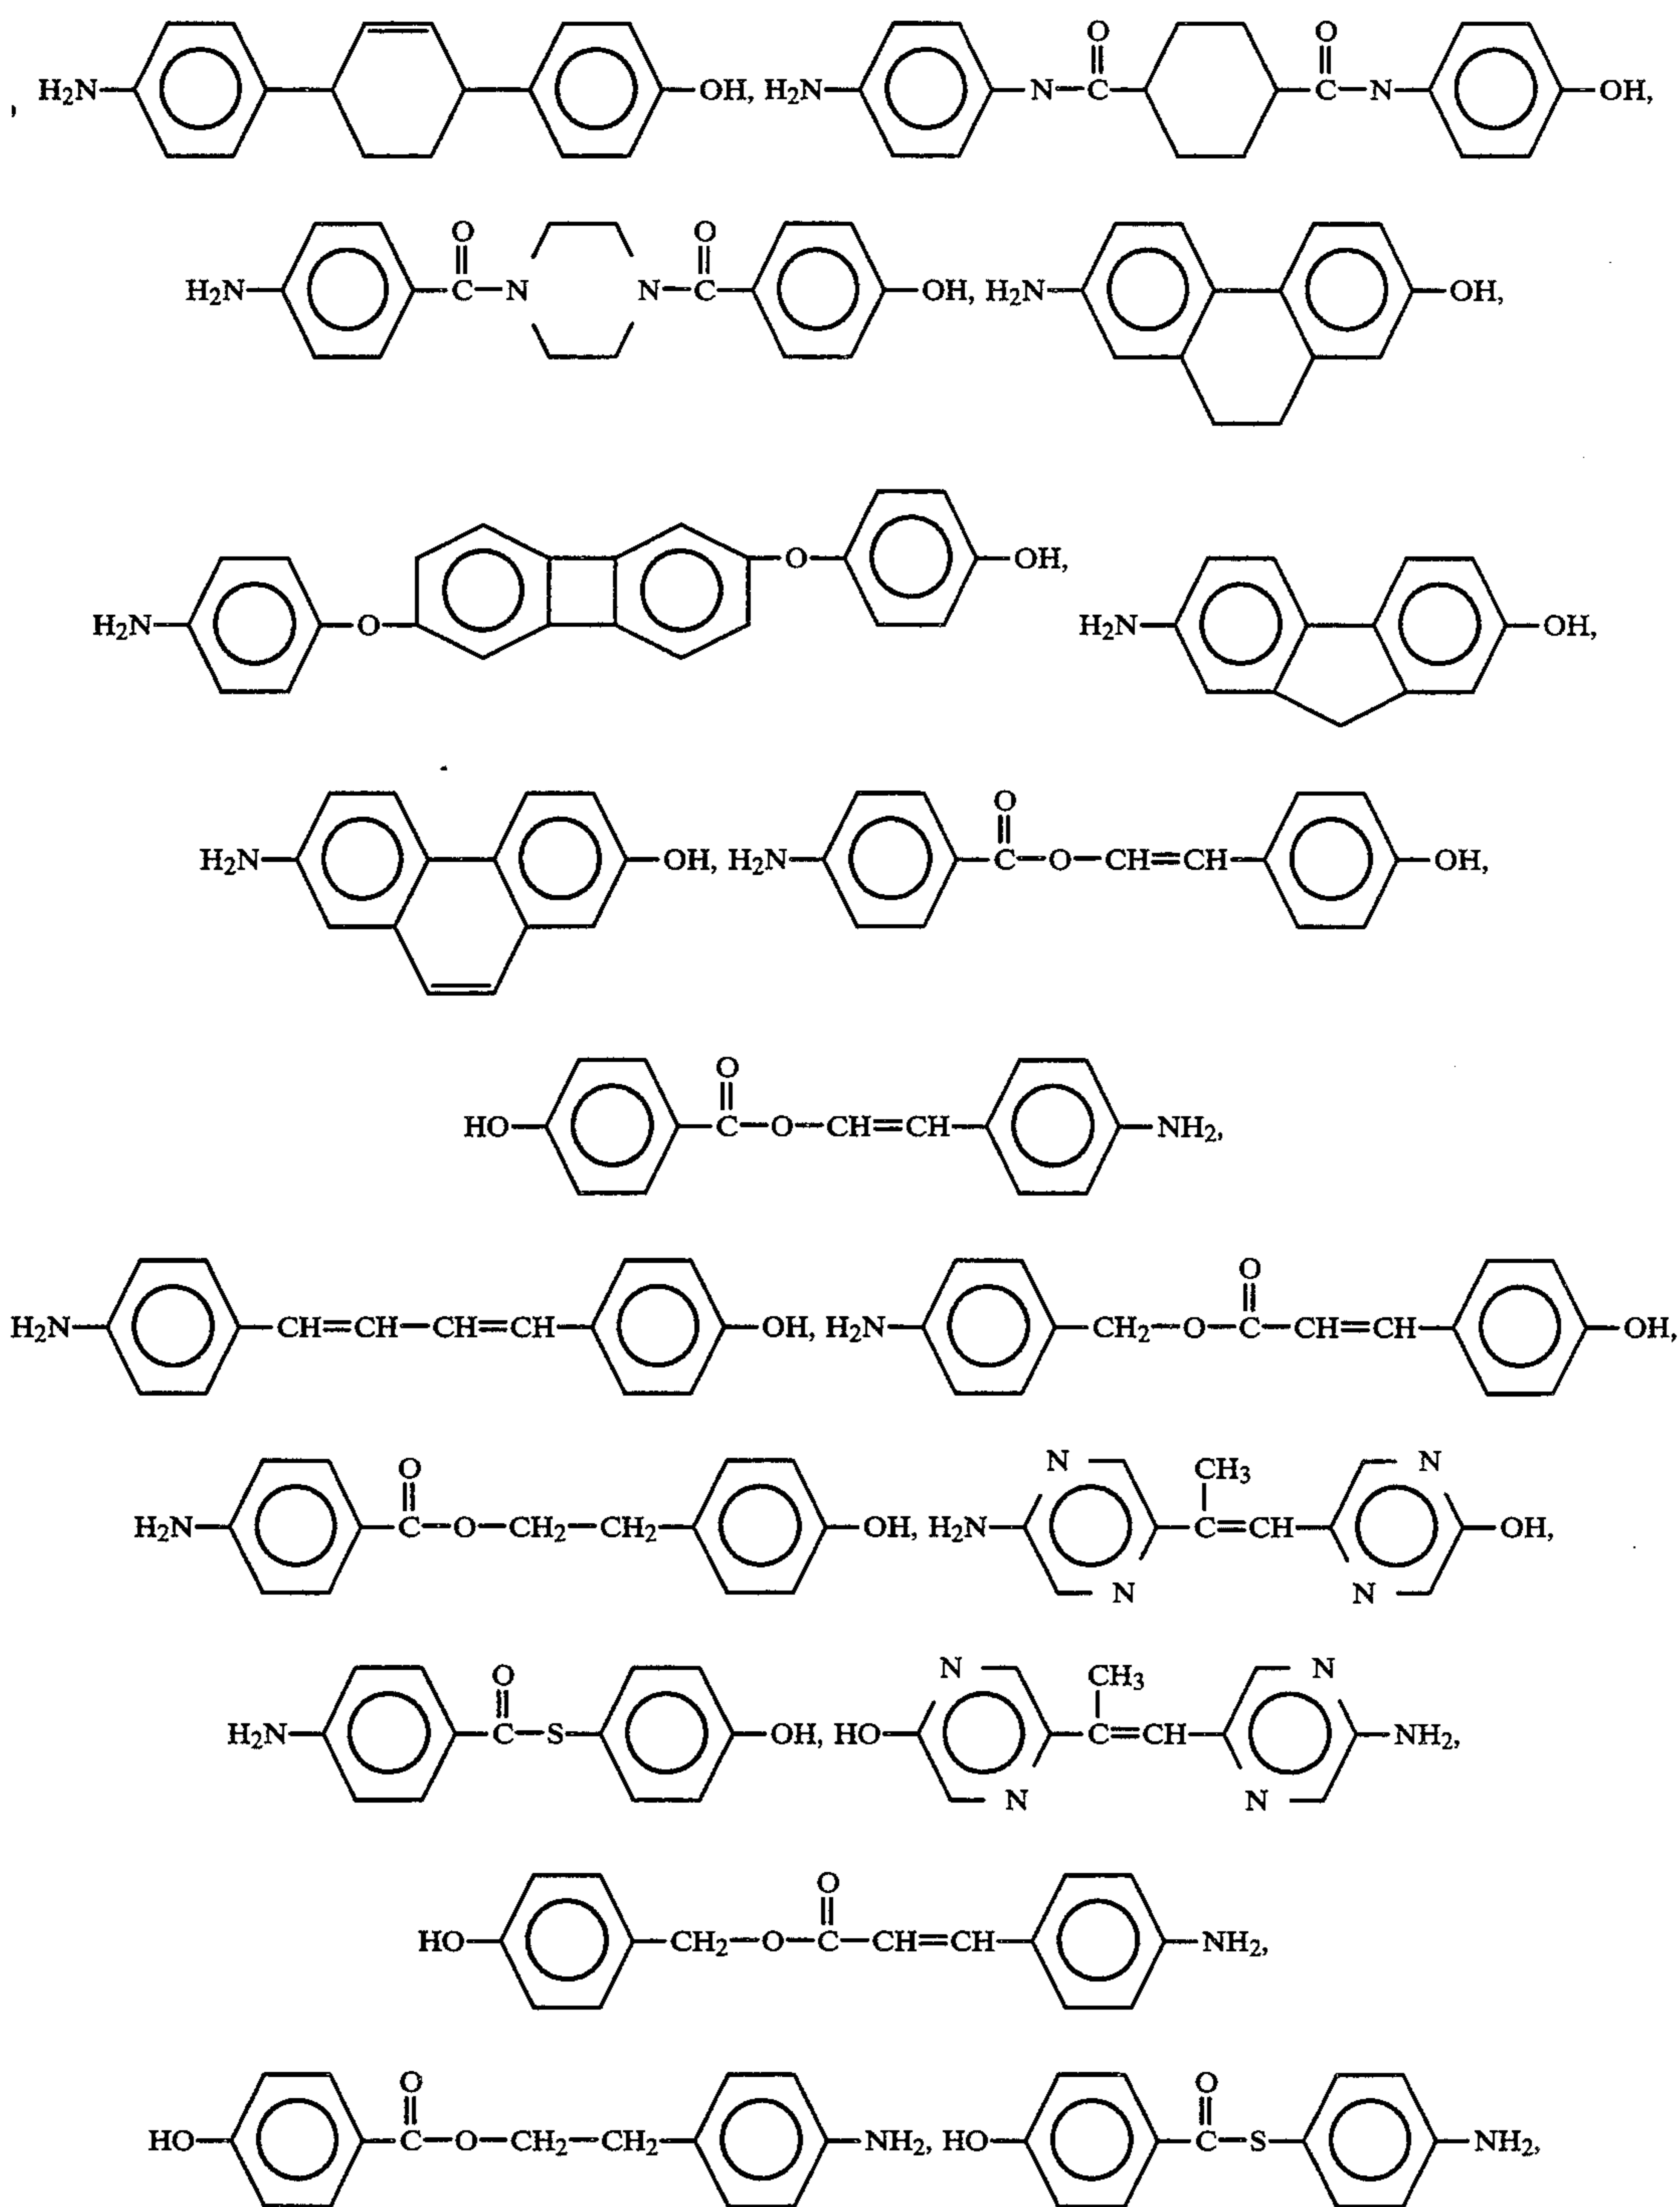 , H₂N OH, H₂N N—C(=O) C(=O)—N OH,
H₂N C(=O)—N N—C(=O) OH, H₂N OH,
H₂N O O OH, H₂N OH,
H₂N OH, H₂N C(=O)—O—CH=CH OH,
HO C(=O)—O—CH=CH NH₂,
H₂N CH=CH—CH=CH OH, H₂N CH₂—O—C(=O)—CH=CH OH,
H₂N C(=O)—O—CH₂—CH₂ OH, H₂N N N C(CH₃)=CH N N OH,
H₂N C(=O)—S OH, HO N N C(CH₃)=CH N N NH₂,
HO CH₂—O—C(=O)—CH=CH NH₂,
HO C(=O)—O—CH₂—CH₂ NH₂, HO C(=O)—S NH₂,